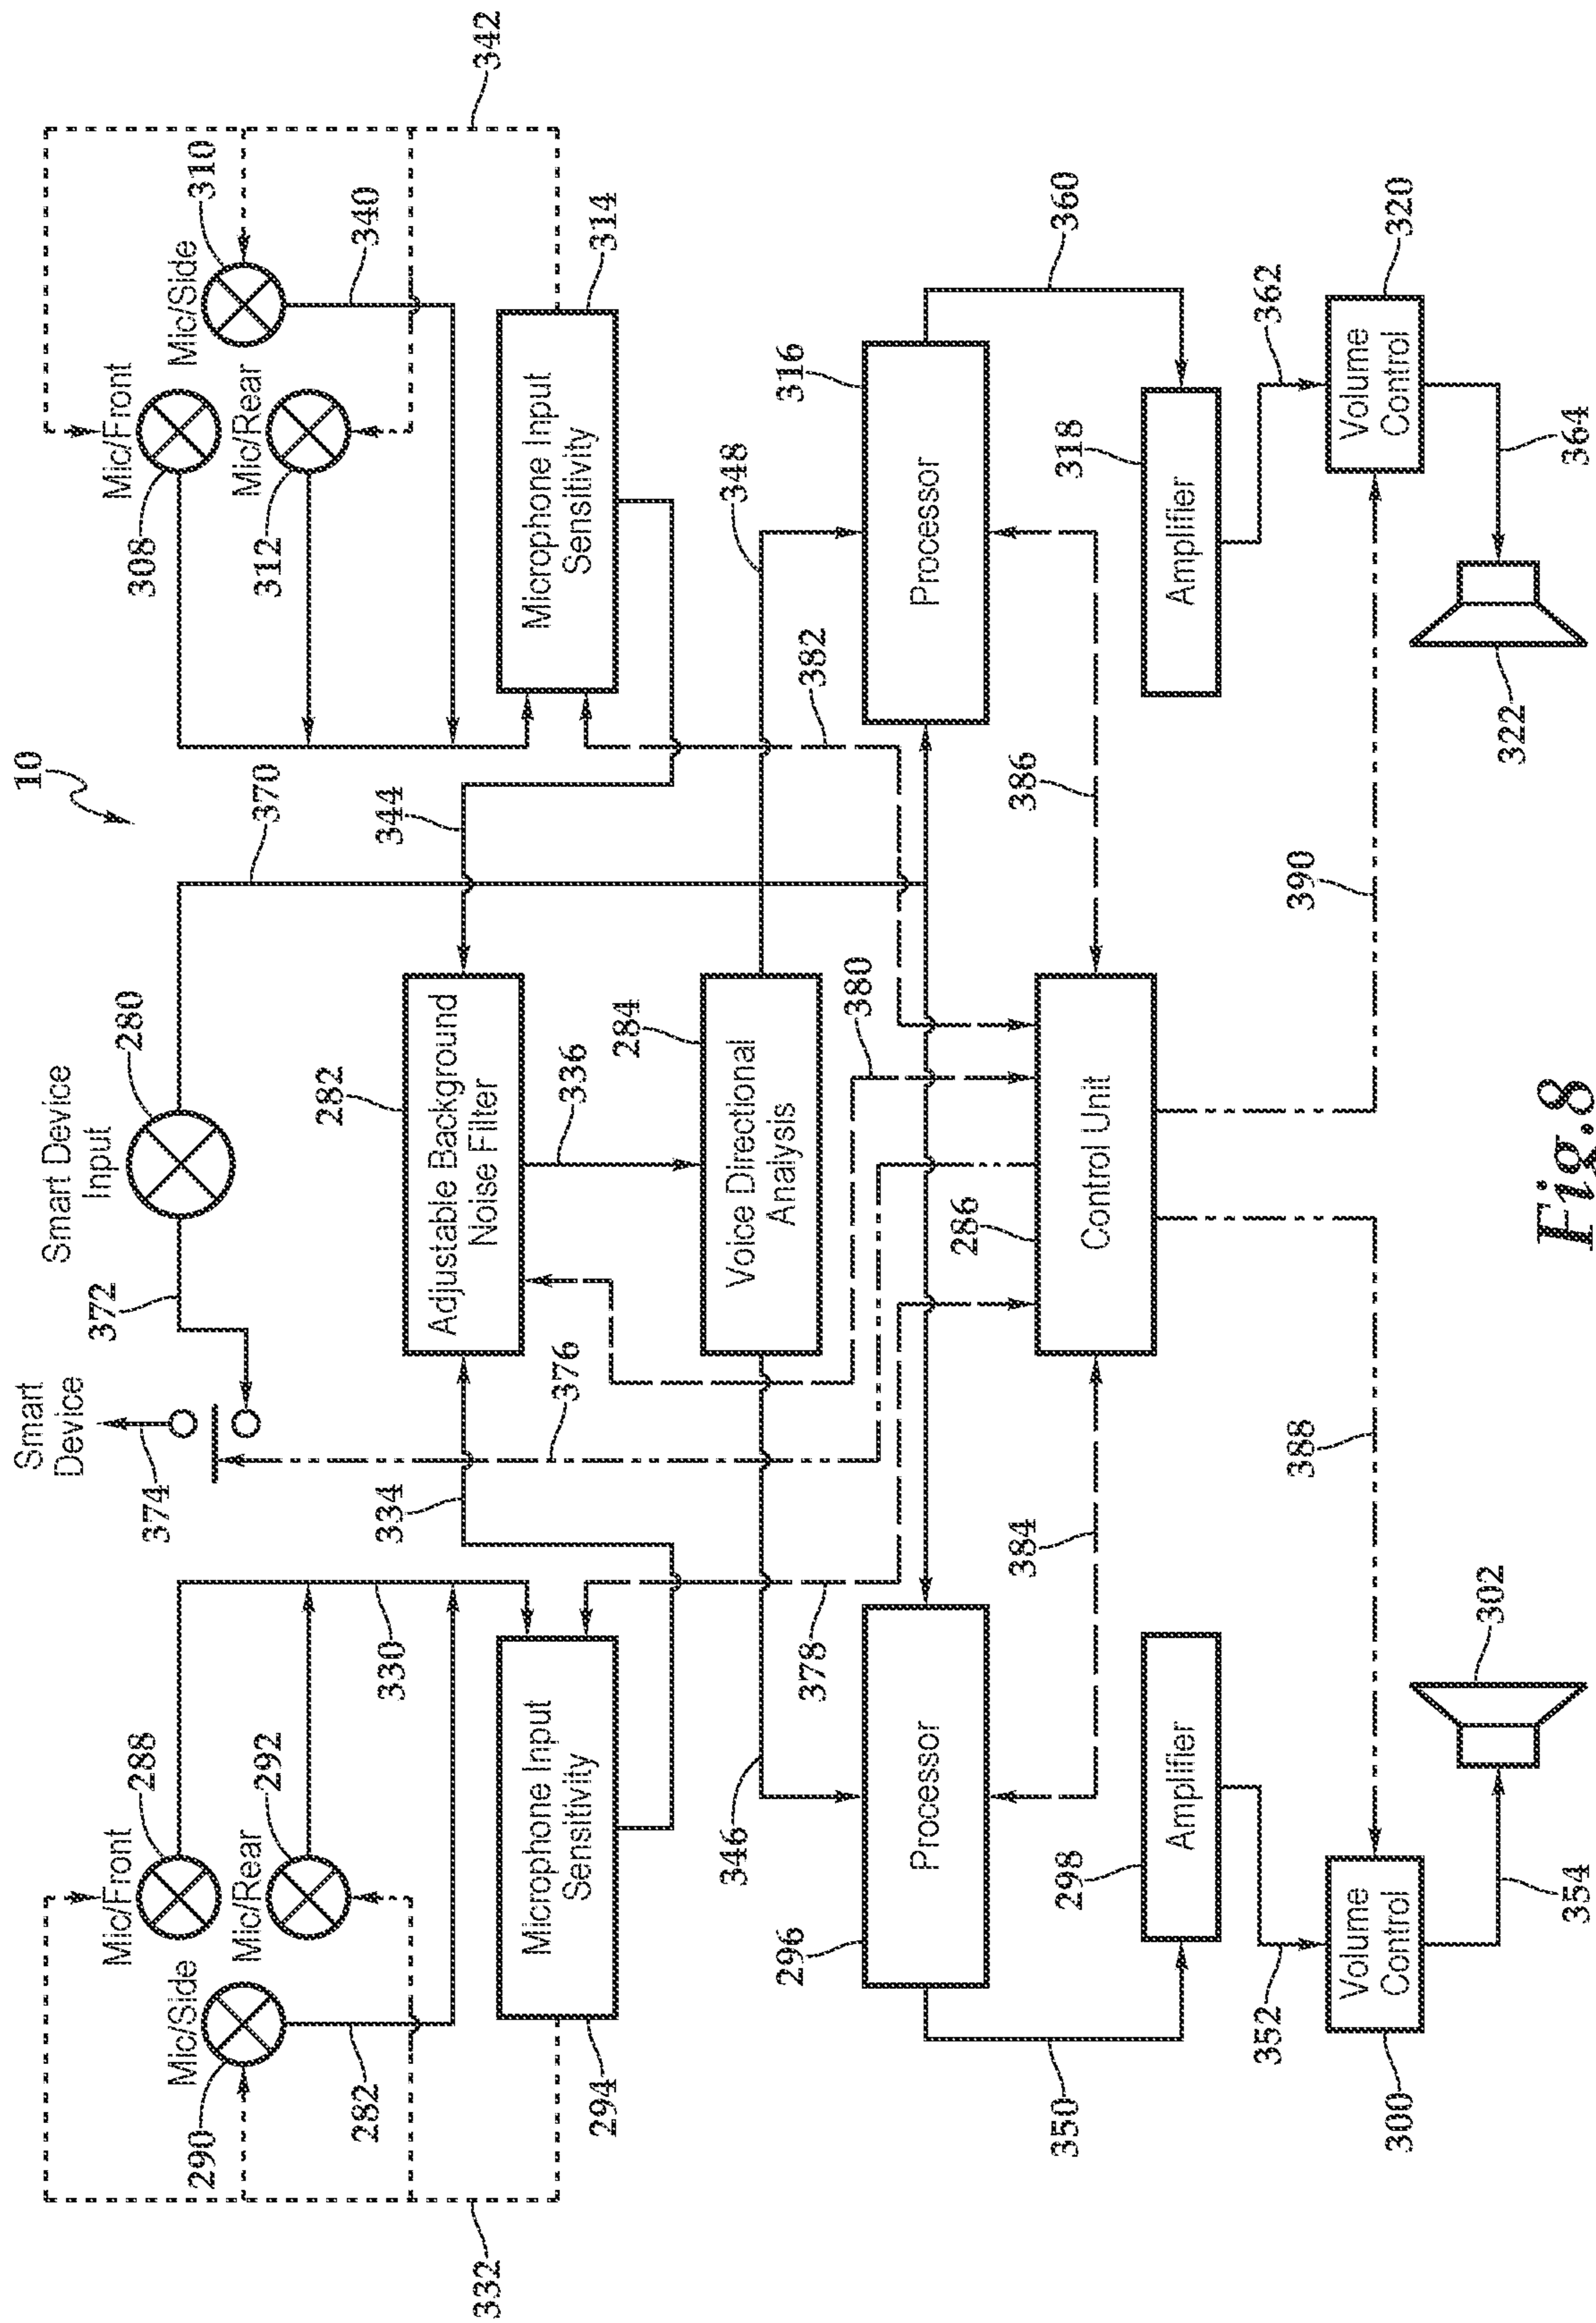 10
Smart
Device
374
372
Smart Device
Input
280
370
Mic/Front
288
Mic/Side
290
Mic/Rear
292
282
330
332
Mic/Front
308
Mic/Side
310
Mic/Rear
312
340
342
Microphone Input
Sensitivity
294
334
376
Adjustable Background
Noise Filter
282
336
344
Microphone Input
Sensitivity
314
346
378
Voice Directional
Analysis
284
380
382
348
Processor
296
350
384
Control Unit
286
386
Processor
316
360
Amplifier
298
352
Amplifier
318
362
Volume
Control
300
354
302
388
390
Volume
Control
320
364
322
Fig.8